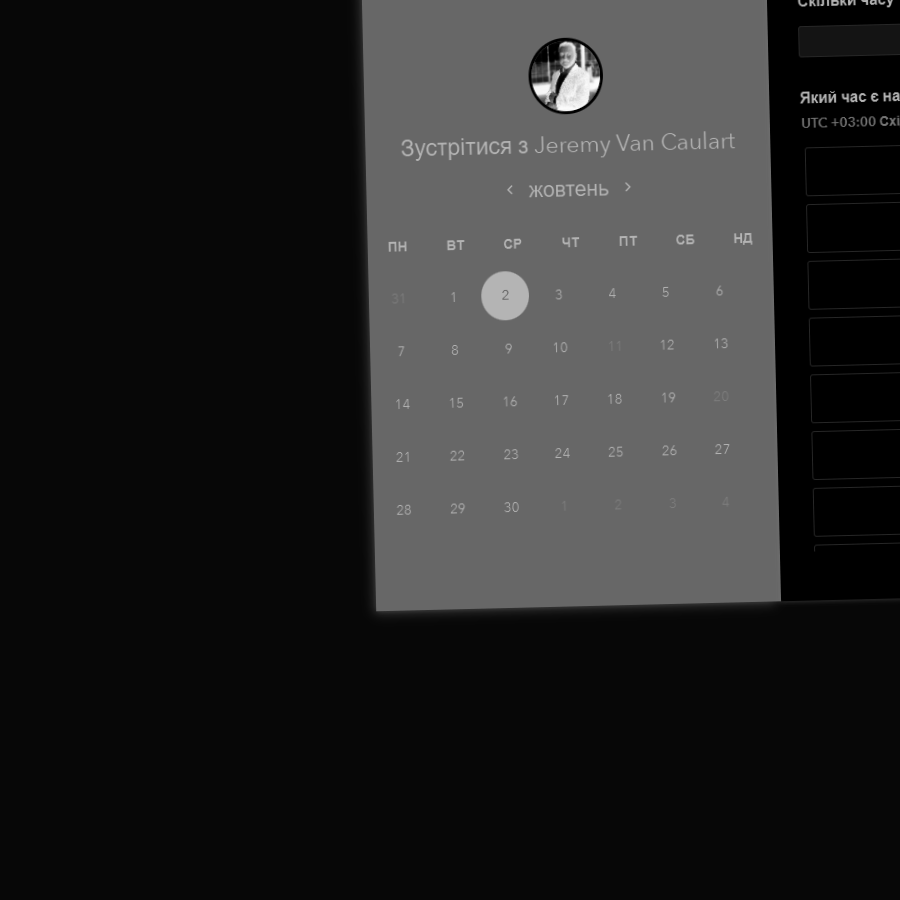 Зустрітися з Jeremy Van Caulart
жовтень
ПН ВТ СР ЧТ ПТ СБ НД
31 1 2 3 4 5 6
7 8 9 10 11 12 13
14 15 16 17 18 19 20
21 22 23 24 25 26 27
28 29 30 1 2 3 4
Скільки часу
Який час є на
UTC +03:00 Схі